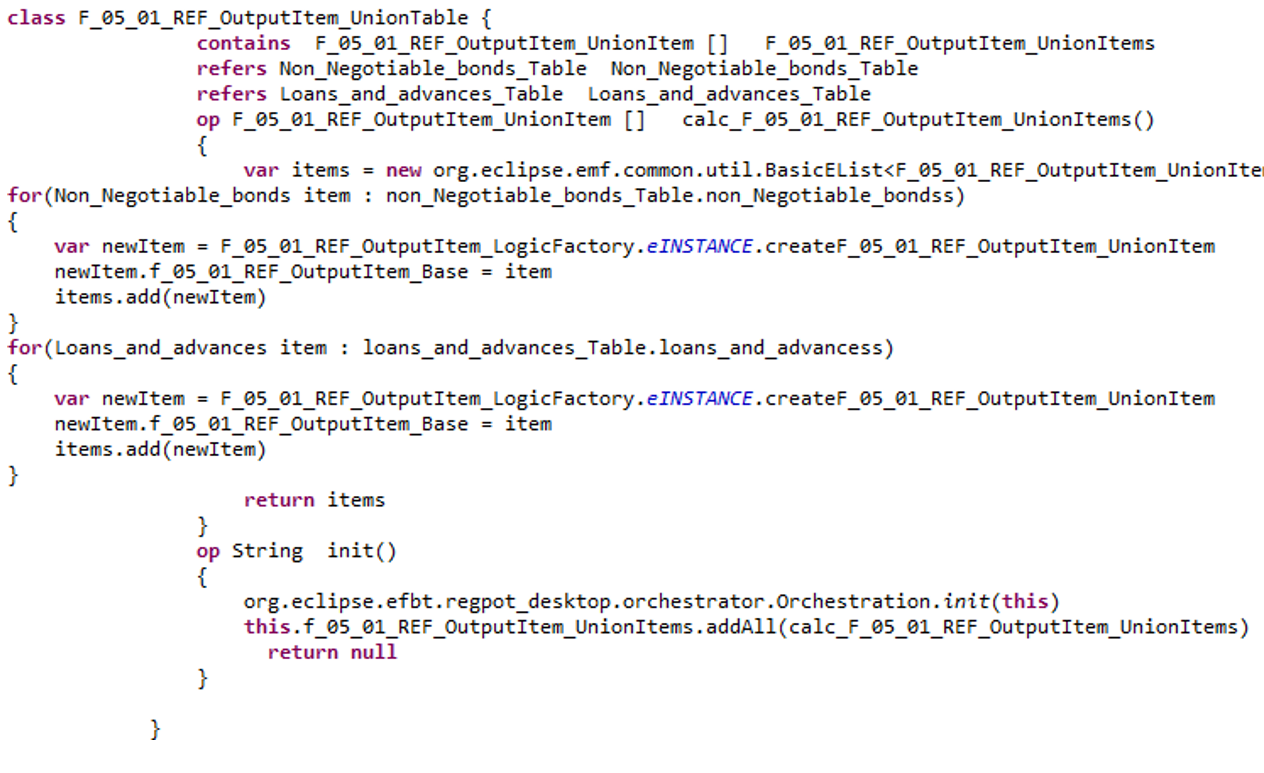 class F_05_01_REF_OutputItem_UnionTable {
contains F_05_01_REF_OutputItem_UnionItem [] F_05_01_REF_OutputItem_UnionItems
refers Non_Negotiable_bonds_Table Non_Negotiable_bonds_Table
refers Loans_and_advances_Table Loans_and_advances_Table
op F_05_01_REF_OutputItem_UnionItem [] calc_F_05_01_REF_OutputItem_UnionItems()
{
var items = new org.eclipse.emf.common.util.BasicEList<F_05_01_REF_OutputItem_UnionIte
for(Non_Negotiable_bonds item : non_Negotiable_bonds_Table.non_Negotiable_bondss)
{
var newItem = F_05_01_REF_OutputItem_LogicFactory.eINSTANCE.createF_05_01_REF_OutputItem_UnionItem
newItem.f_05_01_REF_OutputItem_Base = item
items.add(newItem)
}
for(Loans_and_advances item : loans_and_advances_Table.loans_and_advancess)
{
var newItem = F_05_01_REF_OutputItem_LogicFactory.eINSTANCE.createF_05_01_REF_OutputItem_UnionItem
newItem.f_05_01_REF_OutputItem_Base = item
items.add(newItem)
}
return items
}
op String init()
{
org.eclipse.efbt.regpot_desktop.orchestrator.Orchestration.init(this)
this.f_05_01_REF_OutputItem_UnionItems.addAll(calc_F_05_01_REF_OutputItem_UnionItems)
return null
}
}